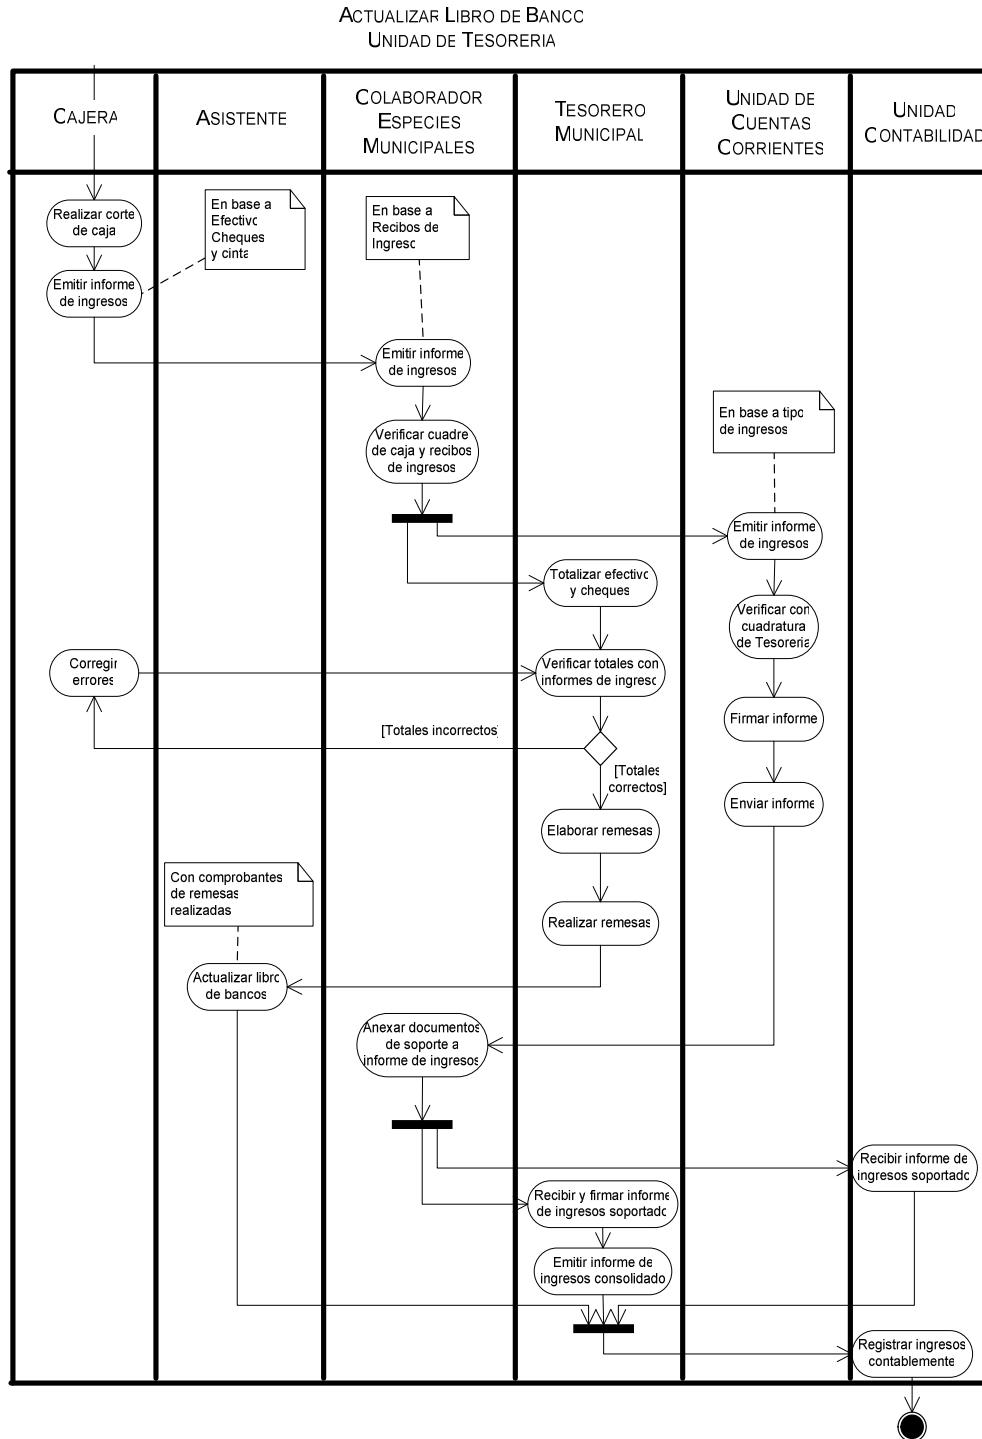 ACTUALIZAR LIBRO DE BANCO
UNIDAD DE TESORERIA
CAJERA
ASISTENTE
COLABORADOR
ESPECIES
MUNICIPALES
TESORERO
MUNICIPAL
UNIDAD DE
CUENTAS
CORRIENTES
UNIDAD
CONTABILIDAD
Realizar corte
de caja
En base a
Efectivo
Cheques
y cinta
En base a
Recibos de
Ingreso
Emitir informe
de ingresos
Emitir informe
de ingresos
En base a tipo
de ingresos
Verificar cuadre
de caja y recibos
de ingresos
Emitir informe
de ingresos
Totalizar efectivo
y cheques
Verificar con
cuadratura
de Tesoreria
Corregir
errores
Verificar totales con
informes de ingreso
Firmar informe
[Totales incorrectos]
[Totales
correctos]
Enviar informe
Elaborar remesas
Con comprobantes
de remesas
realizadas
Realizar remesas
Actualizar libro
de bancos
Anexar documentos
de soporte a
informe de ingresos
Recibir informe de
ingresos soportado
Recibir y firmar informe
de ingresos soportado
Emitir informe de
ingresos consolidado
Registrar ingresos
contablemente